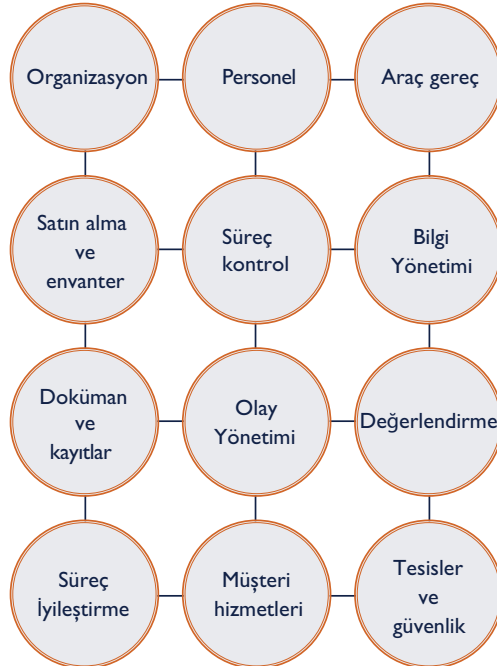 Organizasyon
Personel
Araç gereç
Satın alma
ve
envanter
Süreç
kontrol
Bilgi
Yönetimi
Doküman
ve
kayıtlar
Olay
Yönetimi
Değerlendirme
Süreç
İyileştirme
Müşteri
hizmetleri
Tesisler
ve
güvenlik